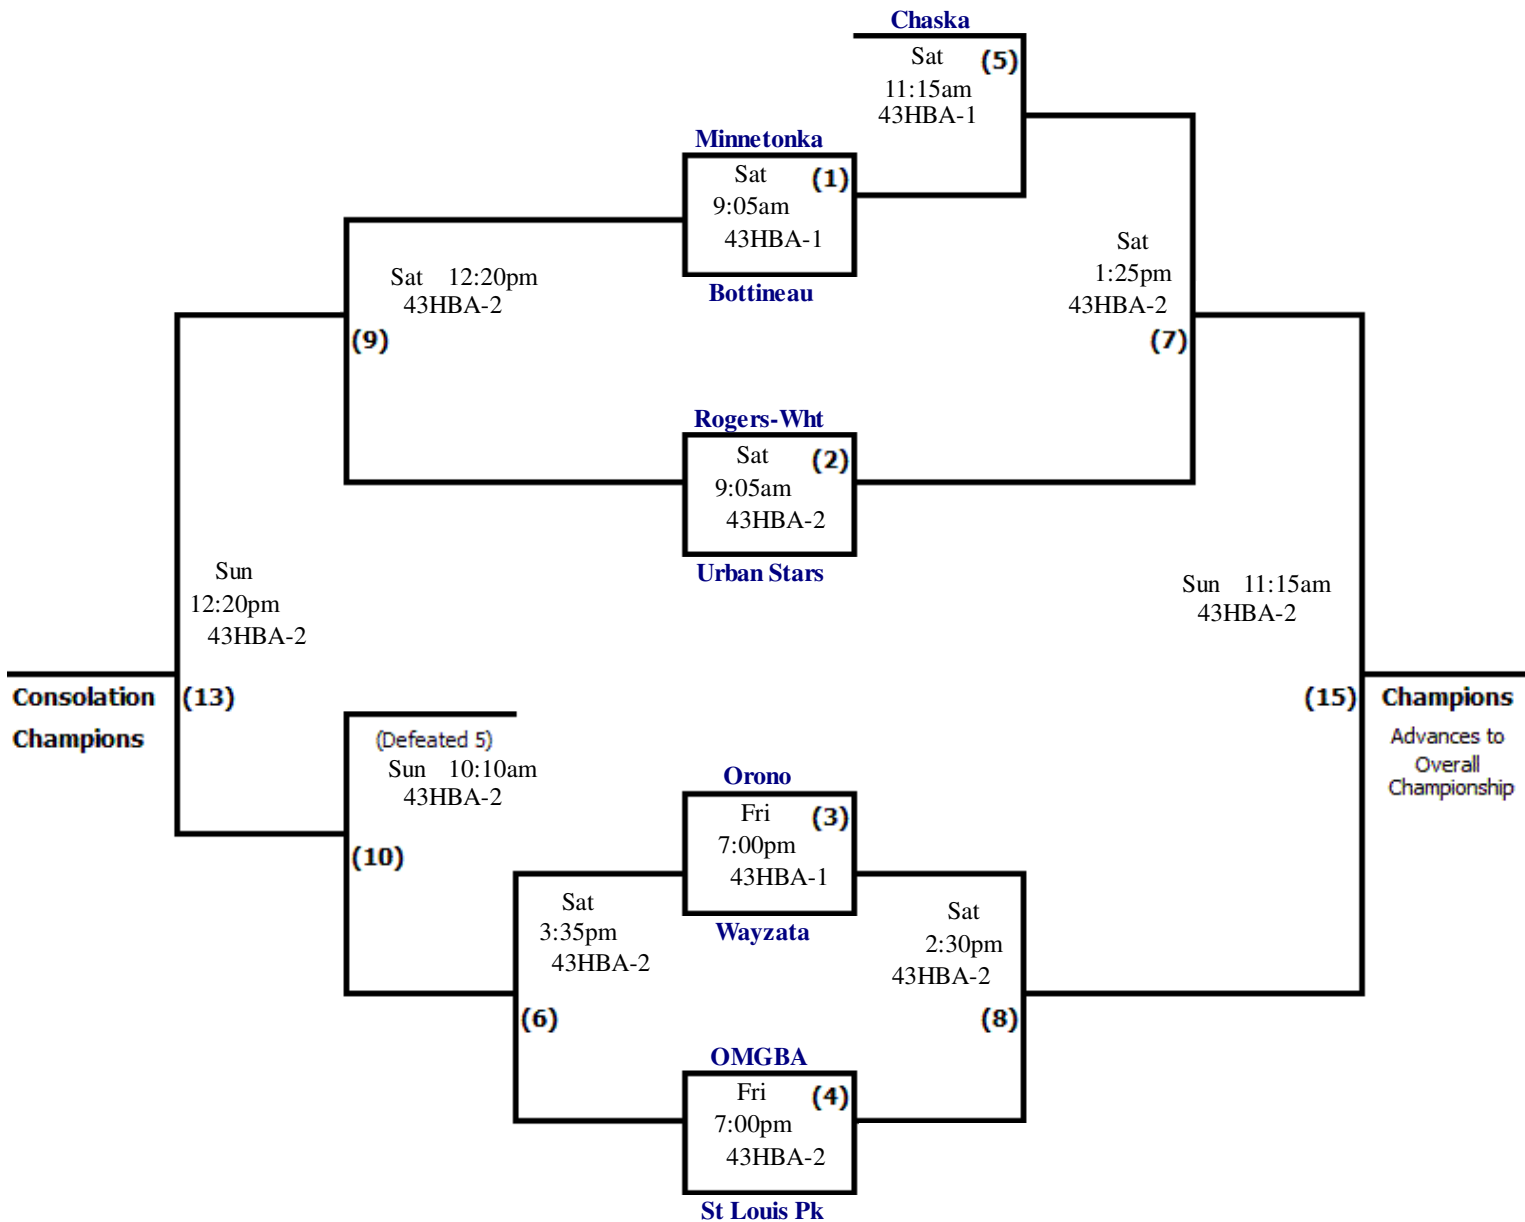 Chaska
Sat (5)
11:15am
43HBA-1
Minnetonka
Sat (1)
9:05am
43HBA-1
Bottineau
Sat 12:20pm
43HBA-2
(9)
Sat
1:25pm
43HBA-2
(7)
Rogers-Wht
Sat (2)
9:05am
43HBA-2
Urban Stars
Sun
12:20pm
43HBA-2
Sun 11:15am
43HBA-2
Consolation (13)
Champions
(15) Champions
Advances to
Overall
Championship
(Defeated 5)
Sun 10:10am
43HBA-2
(10)
Orono
Fri (3)
7:00pm
43HBA-1
Wayzata
Sat
3:35pm
43HBA-2
(6)
Sat
2:30pm
43HBA-2
(8)
OMGBA
Fri (4)
7:00pm
43HBA-2
St Louis Pk